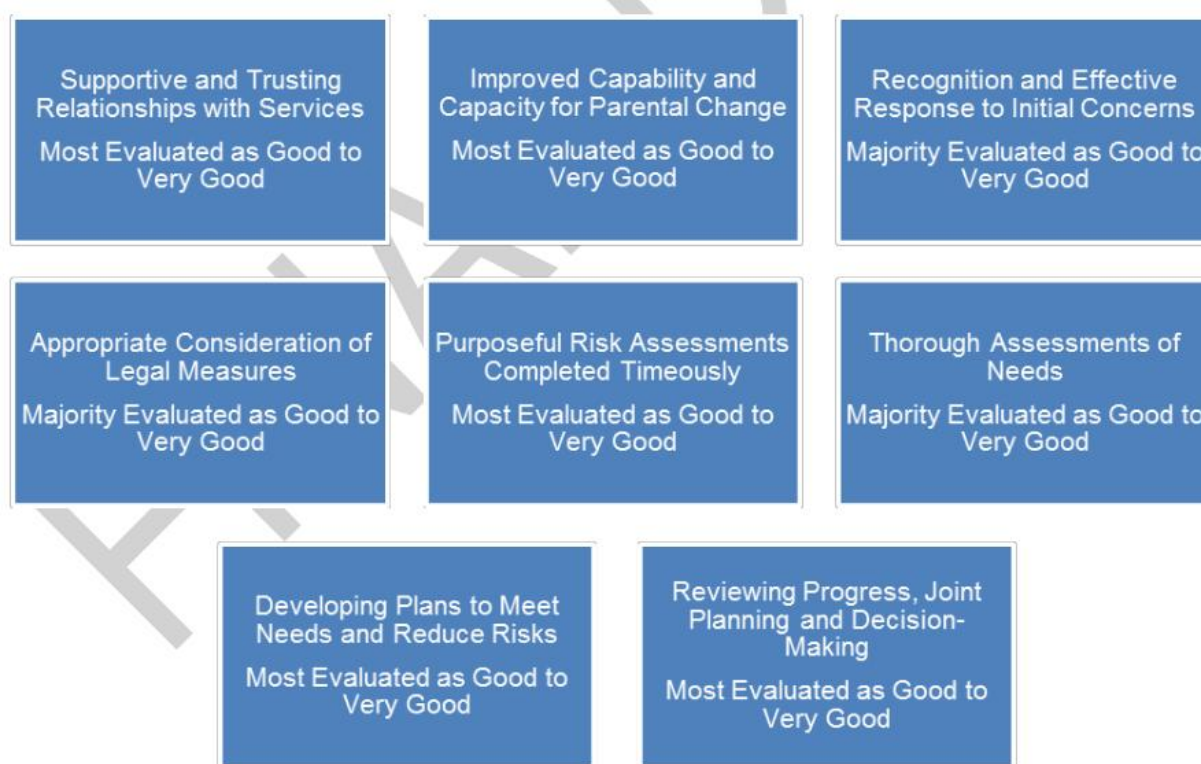 Supportive and Trusting
Relationships with Services
Most Evaluated as Good to
Very Good
Improved Capability and
Capacity for Parental Change
Most Evaluated as Good to
Very Good
Recognition and Effective
Response to Initial Concerns
Majority Evaluated as Good to
Very Good
Appropriate Consideration of
Legal Measures
Majority Evaluated as Good to
Very Good
Purposeful Risk Assessments
Completed Timeously
Most Evaluated as Good to
Very Good
Thorough Assessments of
Needs
Majority Evaluated as Good to
Very Good
Developing Plans to Meet
Needs and Reduce Risks
Most Evaluated as Good to
Very Good
Reviewing Progress, Joint
Planning and Decision-
Making
Most Evaluated as Good to
Very Good